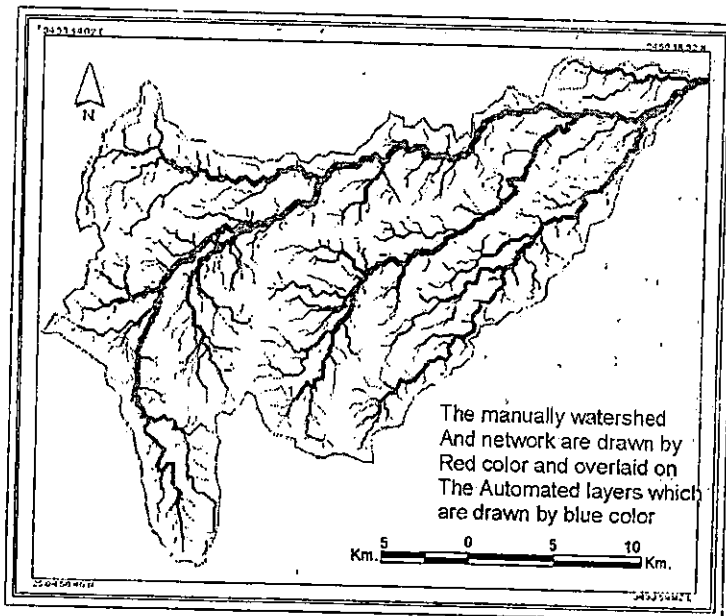 N
The manually watershed
And network are drawn by
Red color and overlaid on
The Automated layers which
are drawn by blue color
5 0 5 10
Km. Km.